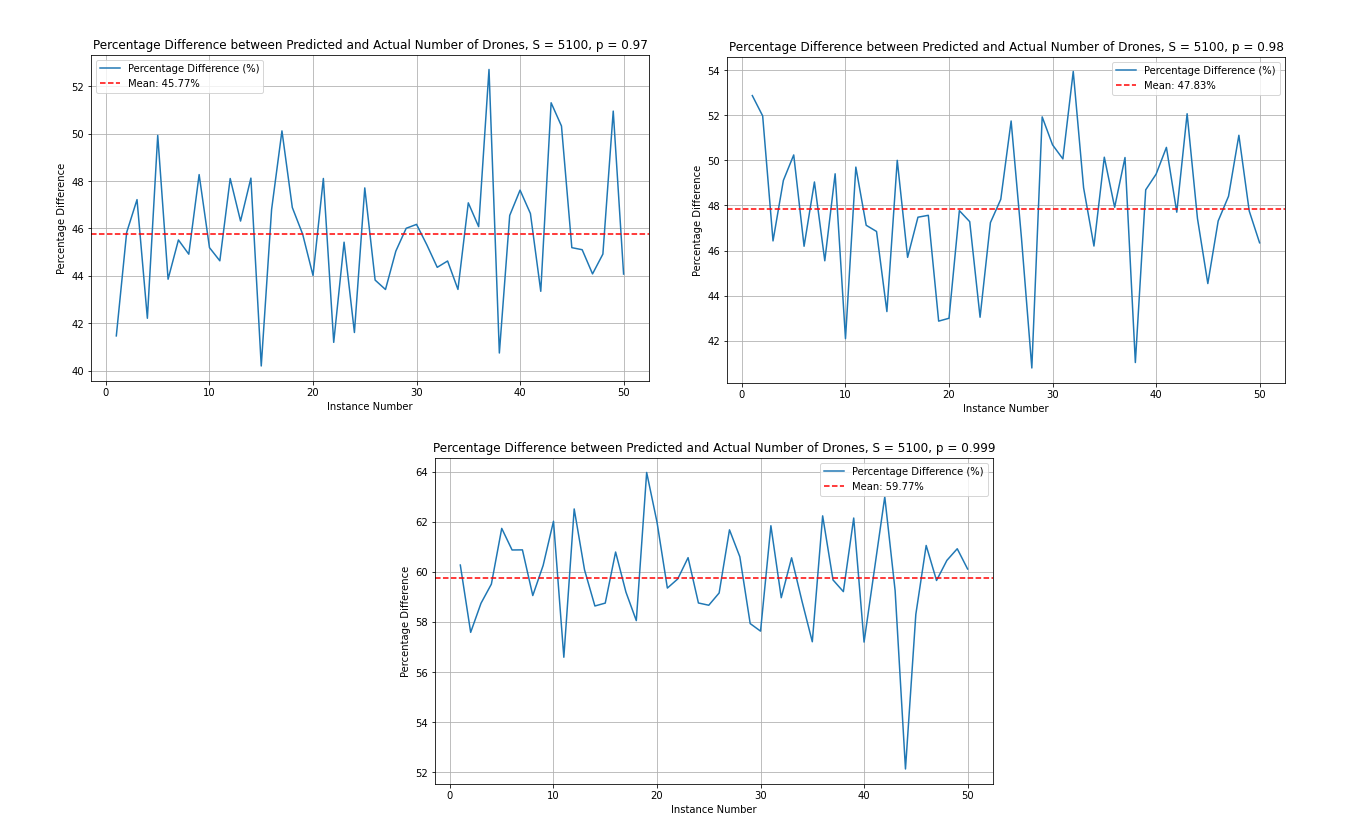 Percentage Difference between Predicted and Actual Number of Drones, S = 5100, p = 0.97
Percentage Difference (%)
Mean: 45.77%
52
50
48
46
44
42
40
Percentage Difference
0 10 20 30 40 50
Instance Number
Percentage Difference between Predicted and Actual Number of Drones, S = 5100, p = 0.98
Percentage Difference (%)
Mean: 47.83%
54
52
50
48
46
44
42
Percentage Difference
0 10 20 30 40 50
Instance Number
Percentage Difference between Predicted and Actual Number of Drones, S = 5100, p = 0.999
Percentage Difference (%)
Mean: 59.77%
64
62
60
58
56
54
52
Percentage Difference
0 10 20 30 40 50
Instance Number